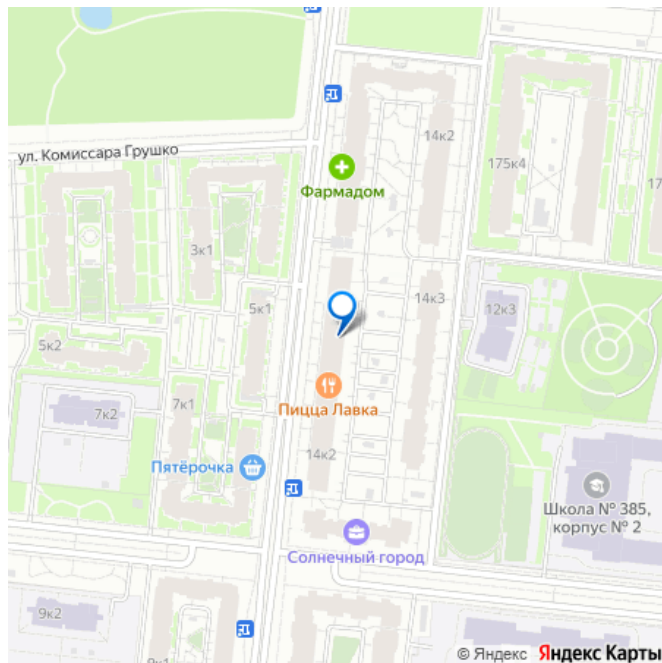 14к2
ул. Комиссара Грушко
175к4
17
Фармадом
3к1
14к3
5к1
12к3
5к2
7к1
Пицца Лавка
7к2
14к2
Пятёрочка
Школа № 385,
корпус № 2
Солнечный город
9к2
9к1
© Яндекс Яндекс Карты